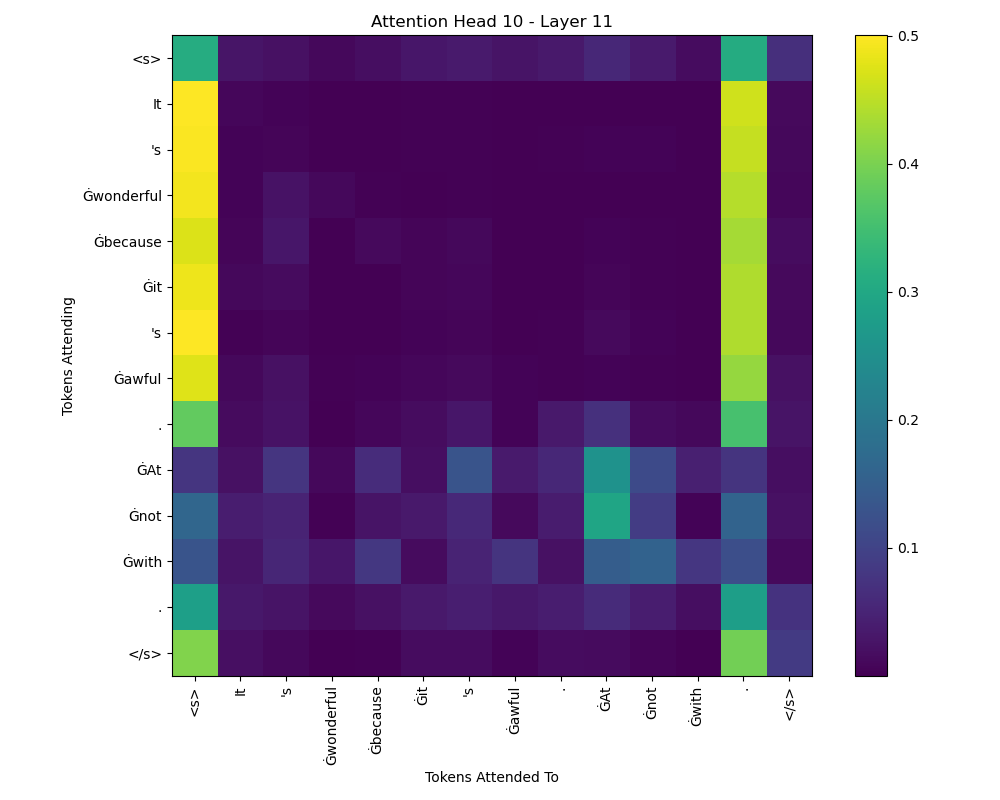 Attention Head 10 - Layer 11
Tokens Attending
<s>
It
's
Ġwonderful
Ġbecause
Ġit
's
Ġawful
.
ĠAt
Ġnot
Ġwith
.
</s>
<s>
It
's
Ġwonderful
Ġbecause
Ġit
's
Ġawful
.
ĠAt
Ġnot
Ġwith
.
</s>
Tokens Attended To
0.5
0.4
0.3
0.2
0.1